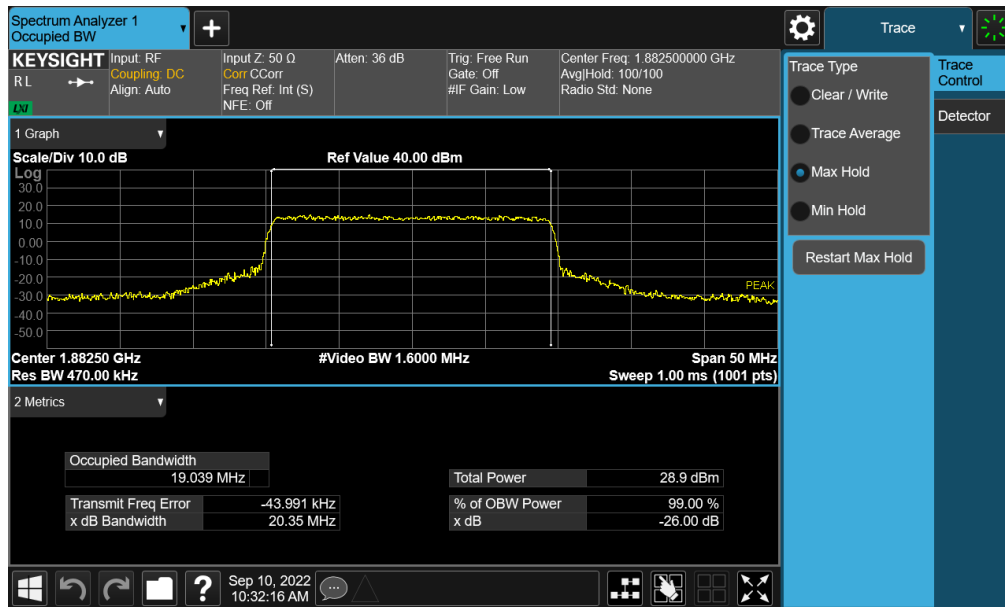 Spectrum Analyzer 1
Occupied BW
+
Trace
KEYSIGHT
R L
LXI
Input: RF
Coupling: DC
Align: Auto
Input Z: 50 Ω
Corr CCorr
Freq Ref: Int (S)
NFE: Off
Atten: 36 dB
Trig: Free Run
Gate: Off
#IF Gain: Low
Center Freq: 1.882500000 GHz
Avg|Hold: 100/100
Radio Std: None
Trace Type
Clear / Write
Trace Average
Max Hold
Min Hold
Restart Max Hold
Trace
Control
Detector
1 Graph
Scale/Div 10.0 dB
Ref Value 40.00 dBm
Log
30.0
20.0
10.0
0.00
-10.0
-20.0
-30.0
-40.0
-50.0
PEAK
Center 1.88250 GHz
#Video BW 1.6000 MHz
Span 50 MHz
Res BW 470.00 kHz
Sweep 1.00 ms (1001 pts)
2 Metrics
Occupied Bandwidth
19.039 MHz
Total Power 28.9 dBm
Transmit Freq Error -43.991 kHz
% of OBW Power 99.00 %
x dB Bandwidth 20.35 MHz
x dB -26.00 dB
?
Sep 10, 2022
10:32:16 AM